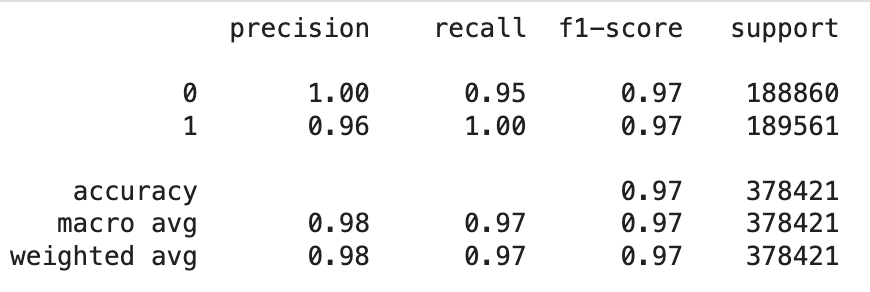 precision recall f1-score support
0 1.00 0.95 0.97 188860
1 0.96 1.00 0.97 189561
accuracy 0.97 378421
macro avg 0.98 0.97 0.97 378421
weighted avg 0.98 0.97 0.97 378421